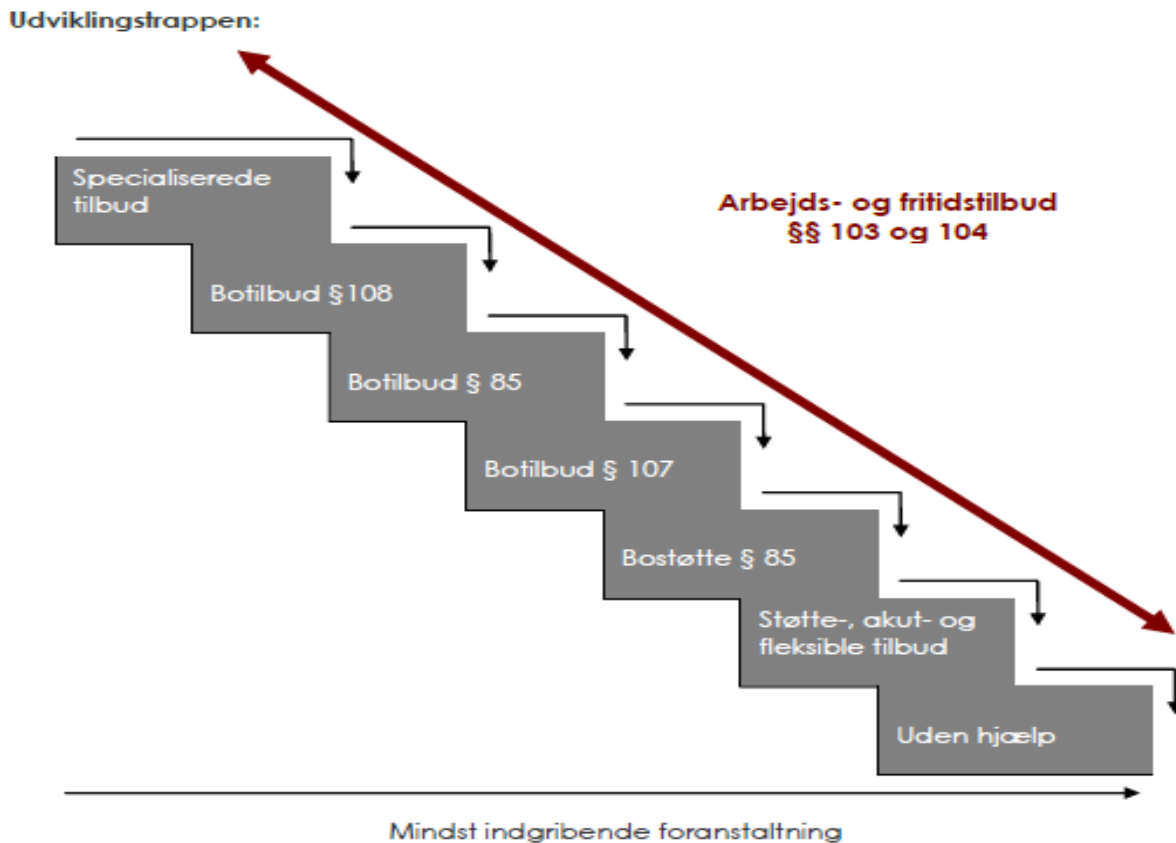 Udviklingstrappen:
Specialiserede
tilbud
Arbejds- og fritidstilbud
§§ 103 og 104
Botilbud §108
Botilbud § 85
Botilbud § 107
Bostøtte § 85
Støtte-, akut- og
fleksible tilbud
Uden hjælp
Mindst indgribende foranstaltning